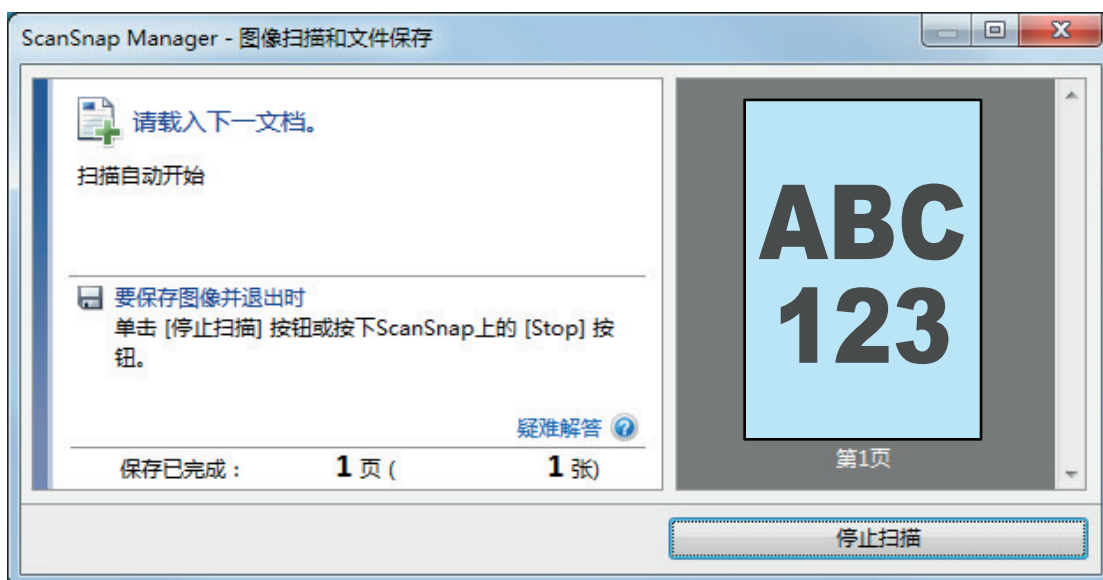 ScanSnap Manager - 图像扫描和文件保存
请载入下一文档。
扫描自动开始
要保存图像并退出时
单击 [停止扫描] 按钮或按下ScanSnap上的 [Stop] 按
钮。
疑难解答
保存已完成： 1 页 ( 1 张)
ABC
123
第1页
停止扫描